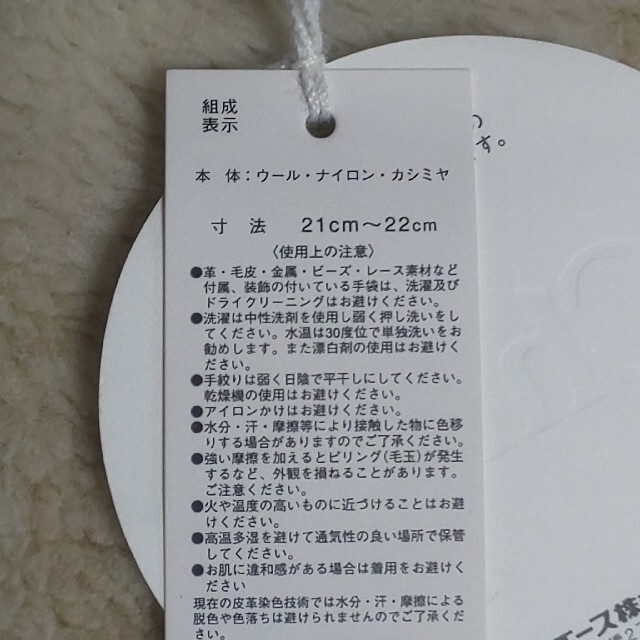 組成
表示
本 体：ウール・ナイロン・カシミヤ
寸 法 21cm～22cm
〈使用上の注意〉
●革・毛皮・金属・ビーズ・レース素材など
付属、装飾の付いている手袋は、洗濯及び
ドライクリーニングはお避けください。
●洗濯は中性洗剤を使用し弱く押し洗いをし
てください。水温は30度位で単独洗いをお
勧めします。また漂白剤の使用はお避けく
ださい。
●手絞りは弱く日陰で平干しにしてください。
乾燥機の使用はお避けください。
●アイロンかけはお避けください。
●水分・汗・摩擦等により接触した物に色移
りする場合がありますのでご了承ください。
●強い摩擦を加えるとピリング(毛玉)が発生
するなど、外観を損ねることがあります。
ご注意ください。
●火や温度の高いものに近づけることはお避
けください。
●高温多湿を避けて通気性の良い場所で保管
してください。
●お肌に違和感がある場合は着用をお避けくだ
さい
現在の皮革染色技術では水分・汗・摩擦による
脱色や色落ちは避けられませんのでご了承くだ
さい。
の
す。
ース株